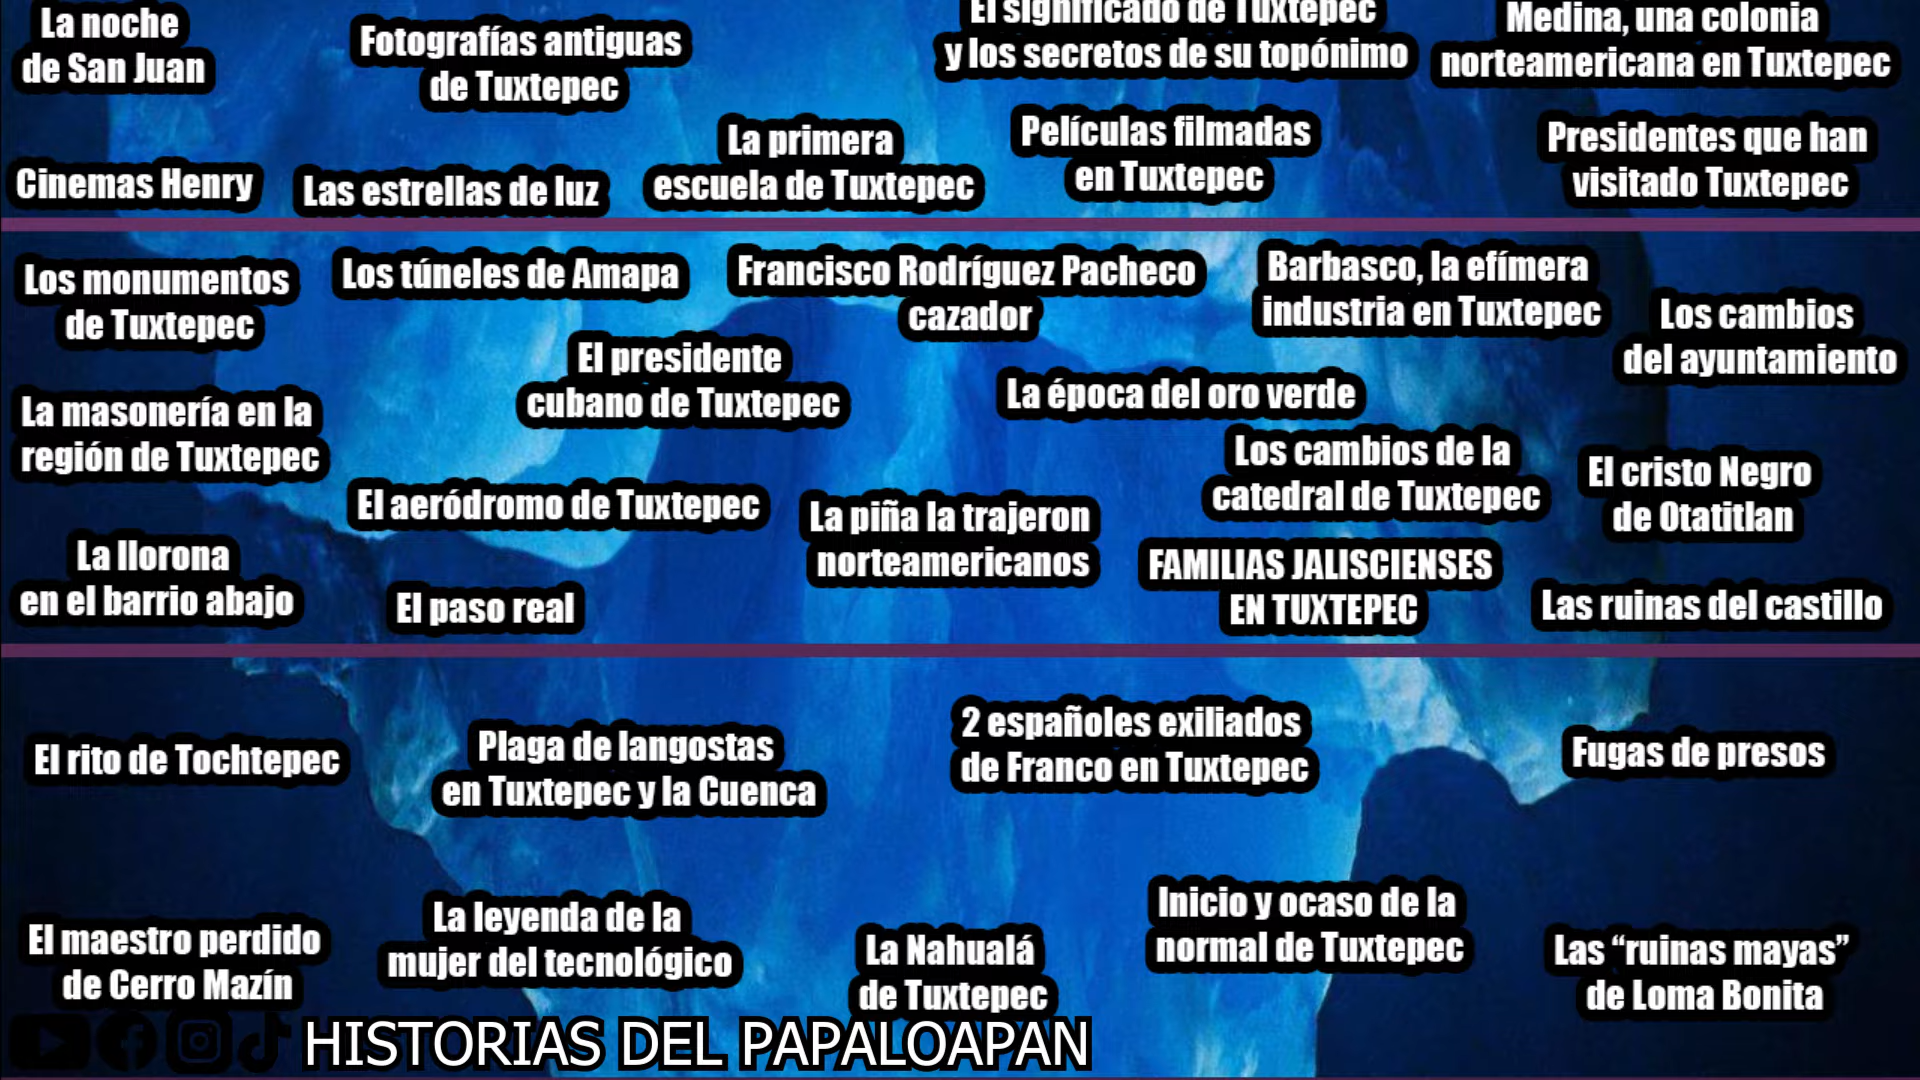 La noche
de San Juan
Fotografías antiguas
de Tuxtepec
El significado de Tuxtepec
y los secretos de su topónimo
Medina, una colonia
norteamericana en Tuxtepec
Cinemas Henry
Las estrellas de luz
La primera
escuela de Tuxtepec
Películas filmadas
en Tuxtepec
Presidentes que han
visitado Tuxtepec
Los monumentos
de Tuxtepec
Los túneles de Amapa
Francisco Rodríguez Pacheco
cazador
Barbasco, la efímera
industria en Tuxtepec
Los cambios
del ayuntamiento
El presidente
cubano de Tuxtepec
La época del oro verde
La masonería en la
región de Tuxtepec
Los cambios de la
catedral de Tuxtepec
El cristo Negro
de Otatitlan
El aeródromo de Tuxtepec
La piña la trajeron
norteamericanos
La llorona
en el barrio abajo
El paso real
FAMILIAS JALISCIENSES
EN TUXTEPEC
Las ruinas del castillo
El rito de Tochtepec
Plaga de langostas
en Tuxtepec y la Cuenca
2 españoles exiliados
de Franco en Tuxtepec
Fugas de presos
El maestro perdido
de Cerro Mazín
La leyenda de la
mujer del tecnológico
La Nahualá
de Tuxtepec
Inicio y ocaso de la
normal de Tuxtepec
Las “ruinas mayas”
de Loma Bonita
HISTORIAS DEL PAPALOAPAN